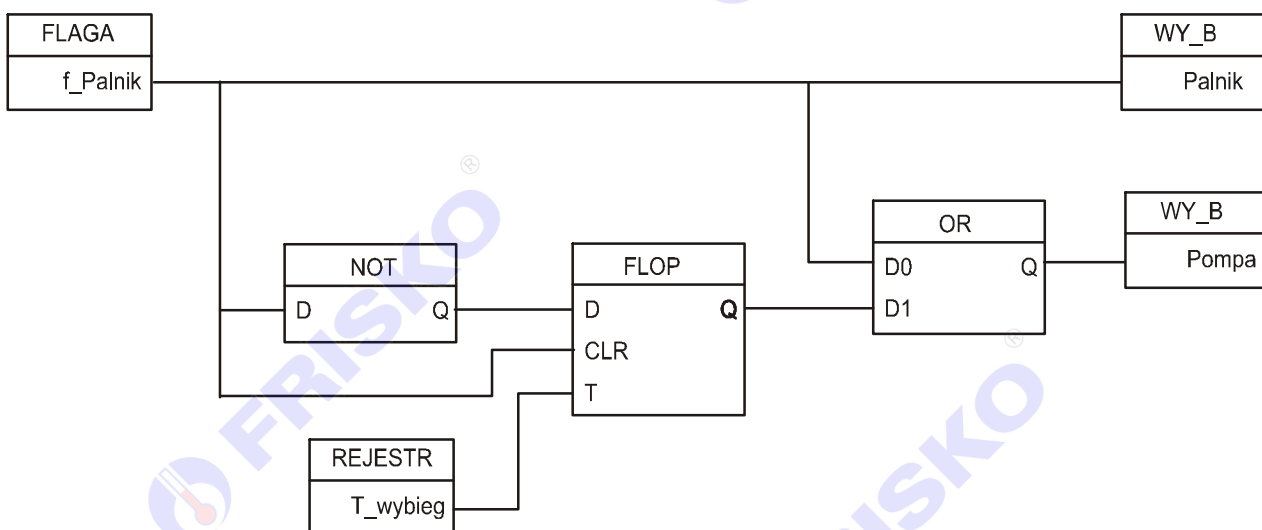 FLAGA
f_Palnik
WY_B
Palnik
WY_B
Pompa
OR
D0 Q
D1
NOT
D Q
FLOP
D Q
CLR
T
REJESTR
T_wybieg
FRISKO ®
FRISKO ®